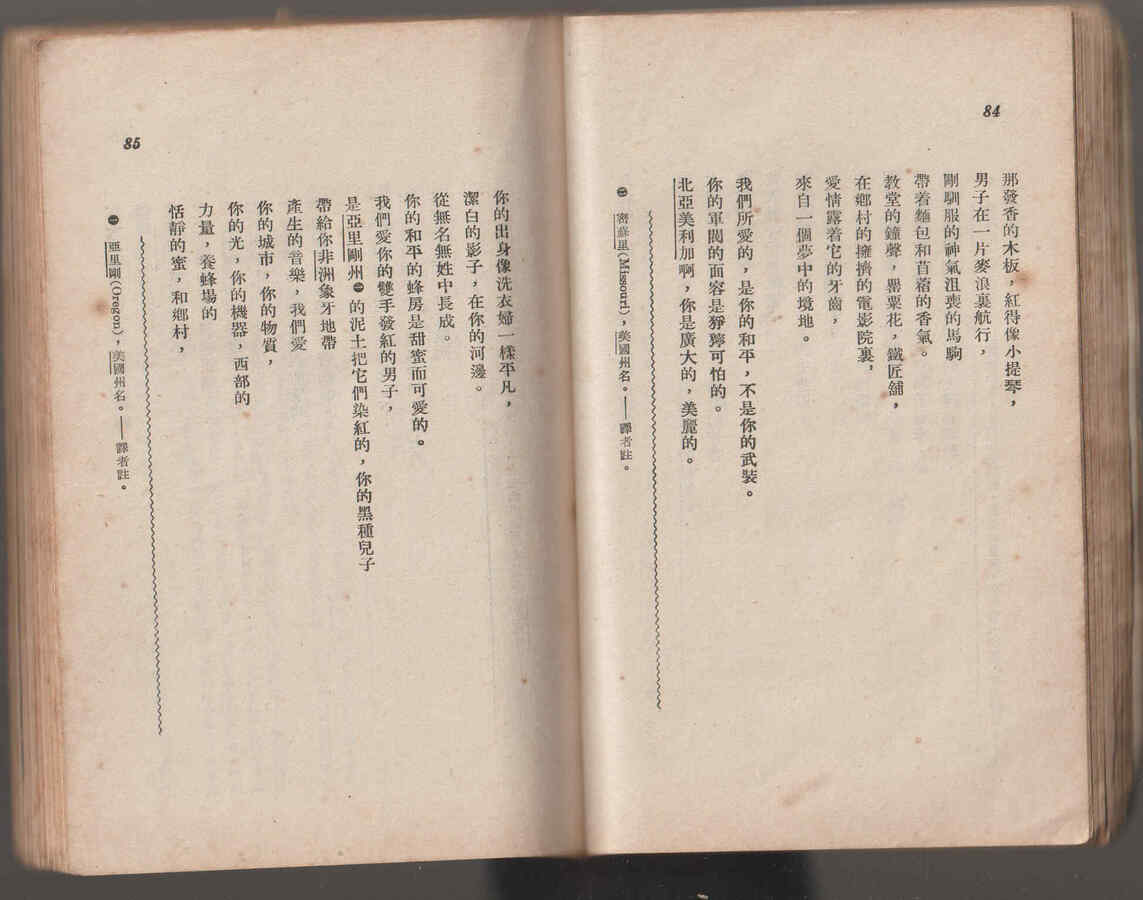 84
那發香的木板，紅得像小提琴，
男子在一片麥浪裏航行，
剛馴服的神氣沮喪的馬駒
帶着麵包和苜蓿的香氣。
教堂的鐘聲，罌粟花，鐵匠舖，
在鄉村的擁擠的電影院裏，
愛情露着它的牙齒，
來自一個夢中的境地。
我們所愛的，是你的和平，不是你的武裝。
你的軍閥的面容是猙獰可怕的。
北亞美利加啊，你是廣大的，美麗的。
密蘇里(Missouri)，美國州名。——譯者註。
85
你的出身像洗衣婦一樣平凡，
潔白的影子，在你的河邊。
從無名無姓中長成。
你的和平的蜂房是甜蜜而可愛的。
我們愛你的雙手發紅的男子，
是亞里剛州❶的泥土把它們染紅的，你的黑種兒子
帶給你非洲象牙地帶
產生的音樂，我們愛
你的城市，你的物質，
你的光，你的機器，西部的
力量，養蜂場的
恬靜的蜜，和鄉村，
❶ 亞里剛(Oregon)，美國州名。——譯者註。